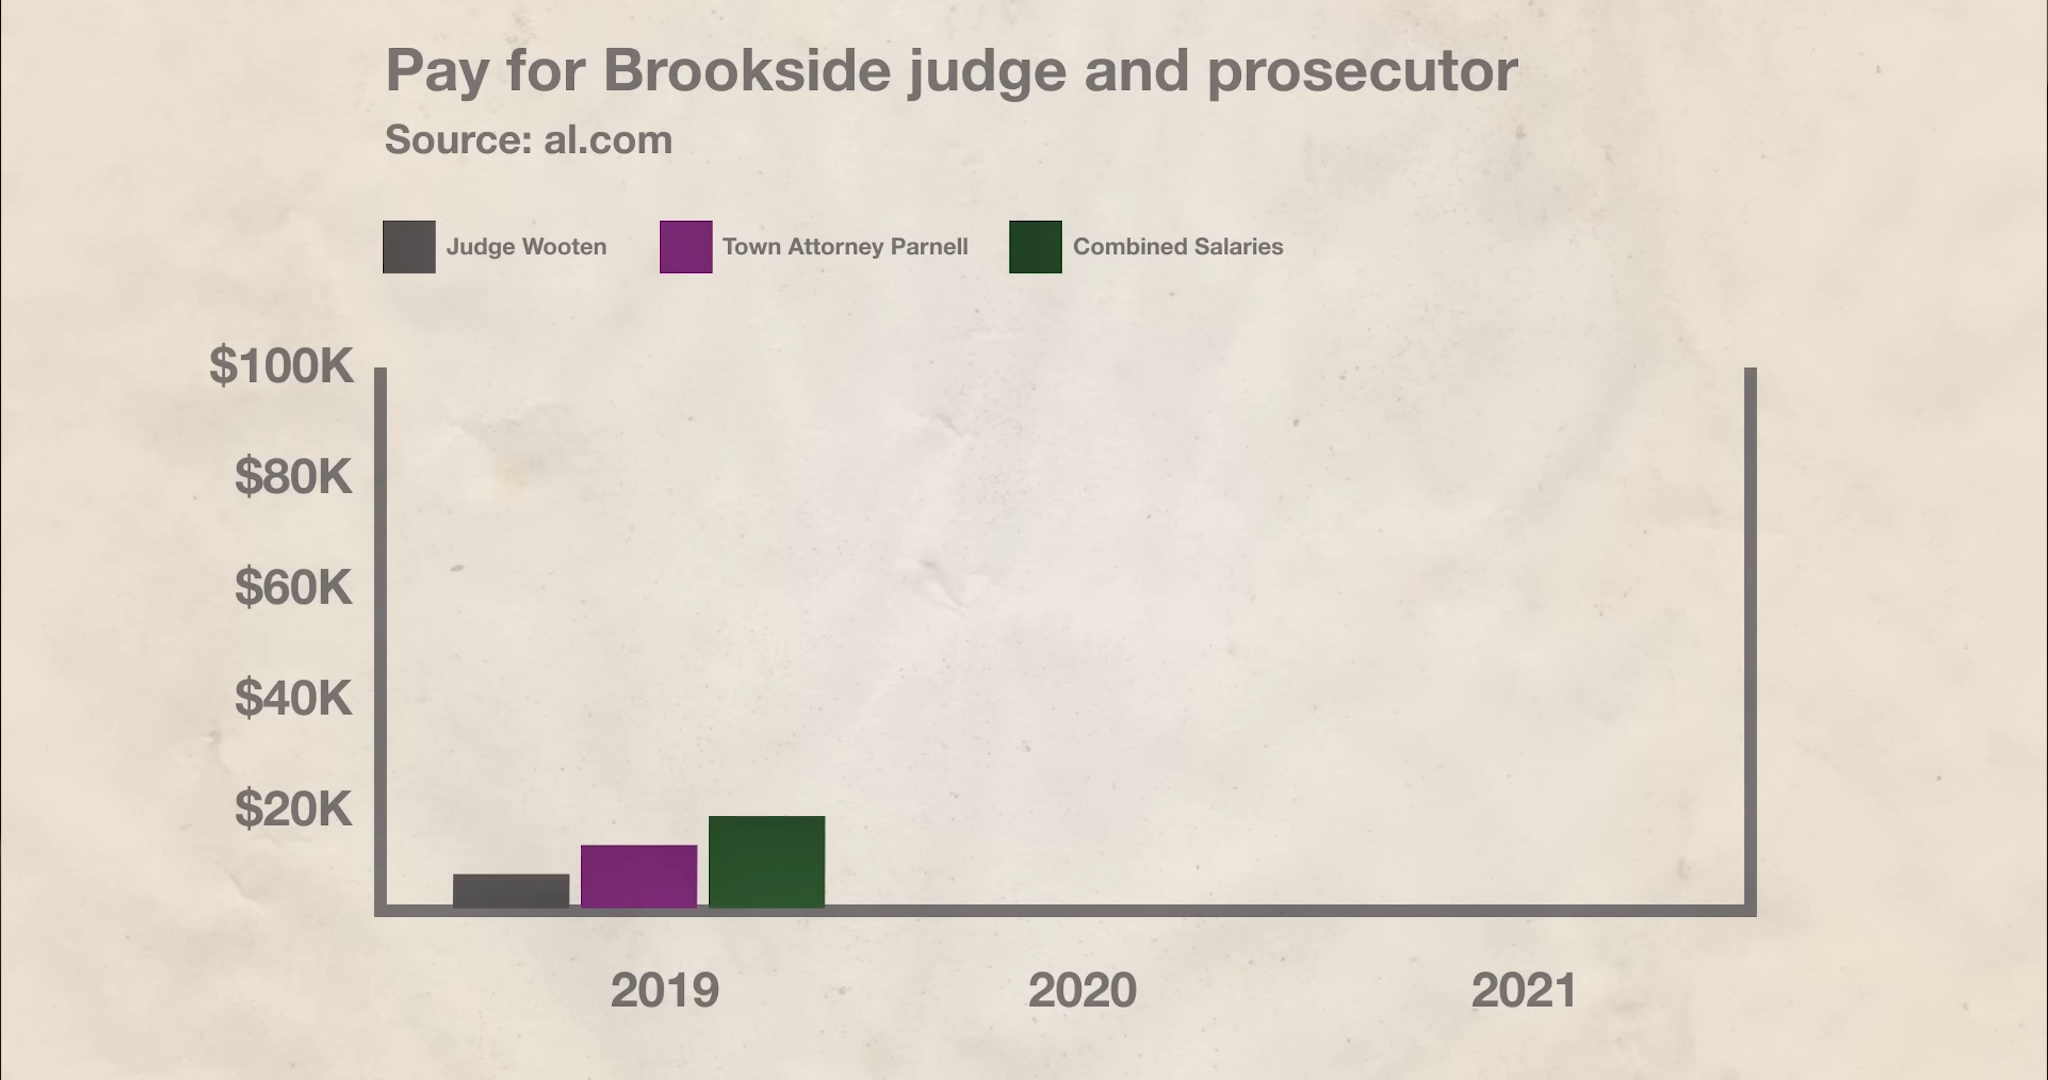 Pay for Brookside judge and prosecutor
Source: al.com
Judge Wooten Town Attorney Parnell Combined Salaries
$100K
$80K
$60K
$40K
$20K
2019 2020 2021